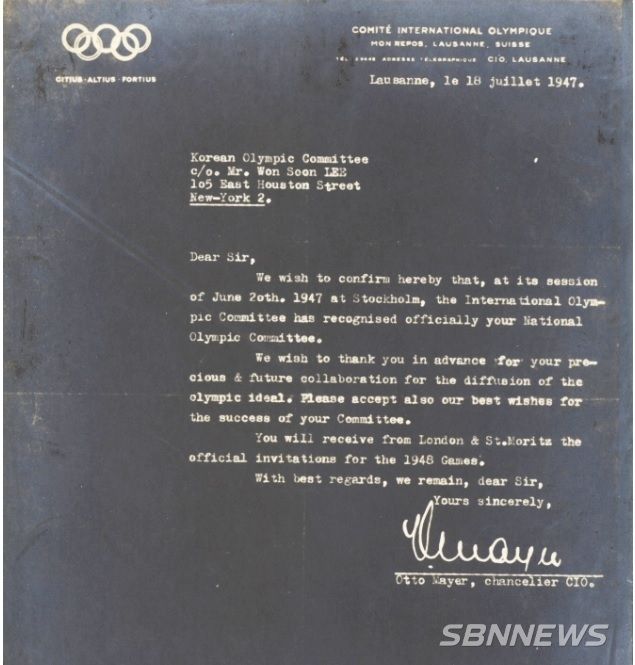 COMITÉ INTERNATIONAL OLYMPIQUE
MON REPOS, LAUSANNE, SUISSE
ADRESSE TÉLÉGRAPHIQUE CIO, LAUSANNE
CITIUS-ALTIUS-FORTIUS
Lausanne, le 18 juillet 1947.
Korean Olympic Committee
c/o. Mr. Won Soon LEE
105 East Houston Street
New-York 2.
Dear Sir,
We wish to confirm hereby that, at its session
of June 2oth. 1947 at Stockholm, the International Olym-
pic Committee has recognised officially your National
Olympic Committee.
We wish to thank you in advance for your pre-
cious & future collaboration for the diffusion of the
olympic ideal. Please accept also our best wishes for
the success of your Committee.
You will receive from London & St.Moritz the
official invitations for the 1948 Games.
With best regards, we remain, dear Sir,
Yours sincerely,
Otto Mayer, chancelier CIO.
SBNNEWS